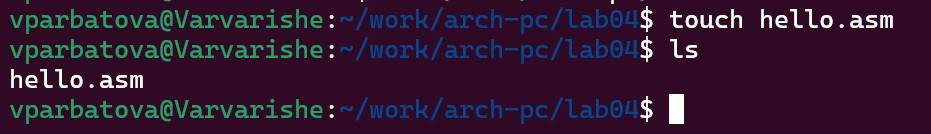 vparbatova@Varvarishe:~/work/arch-pc/lab04$ touch hello.asm
vparbatova@Varvarishe:~/work/arch-pc/lab04$ ls
hello.asm
vparbatova@Varvarishe:~/work/arch-pc/lab04$